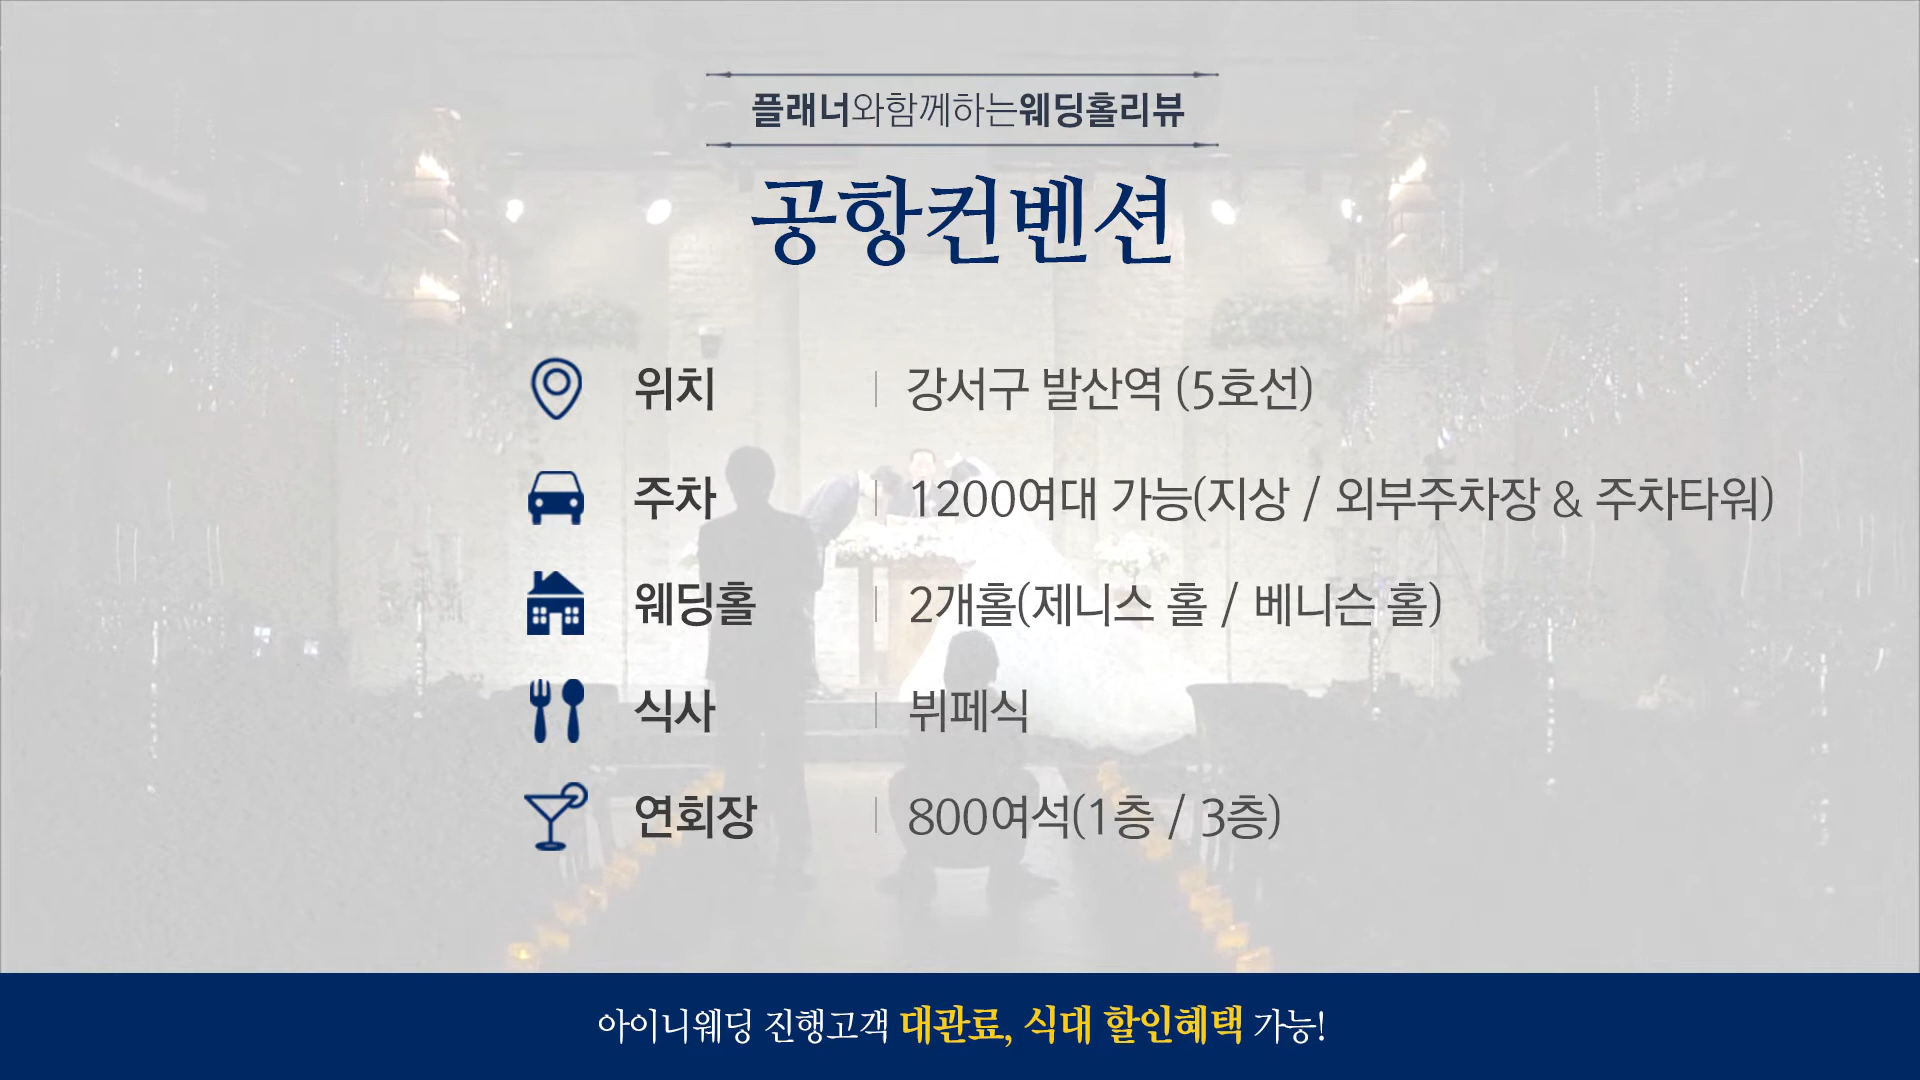 플래너와함께하는웨딩홀리뷰
공항컨벤션
위치 | 강서구 발산역 (5호선)
주차 | 1200여대 가능(지상 / 외부주차장 & 주차타워)
웨딩홀 | 2개홀(제니스 홀 / 베니슨 홀)
식사 | 뷔페식
연회장 | 800여석(1층 / 3층)
아이니웨딩 진행고객 대관료, 식대 할인혜택 가능!